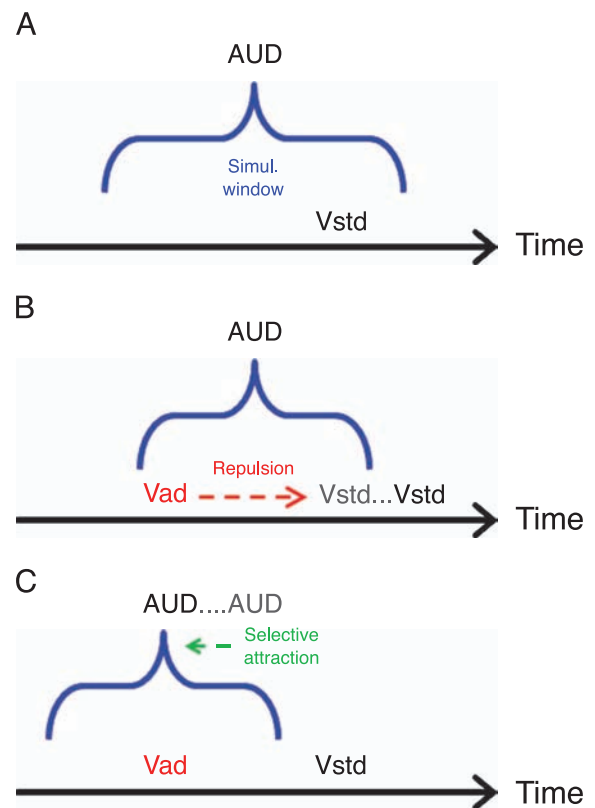 A
AUD
Simul.
window
Vstd
Time
B
AUD
Repulsion
Vad
Vstd...Vstd
Time
C
AUD....AUD
Selective
attraction
Vad Vstd
Time